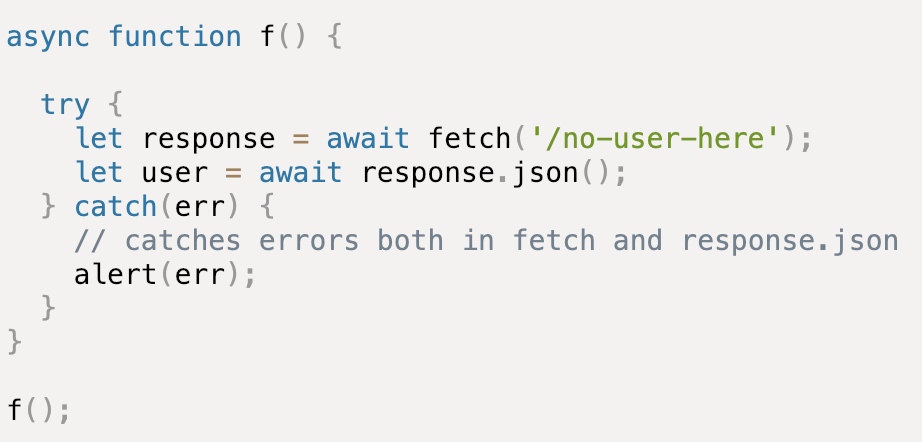 async function f() {
  try {
    let response = await fetch('/no-user-here');
    let user = await response.json();
  } catch(err) {
    // catches errors both in fetch and response.json
    alert(err);
  }
}
f();